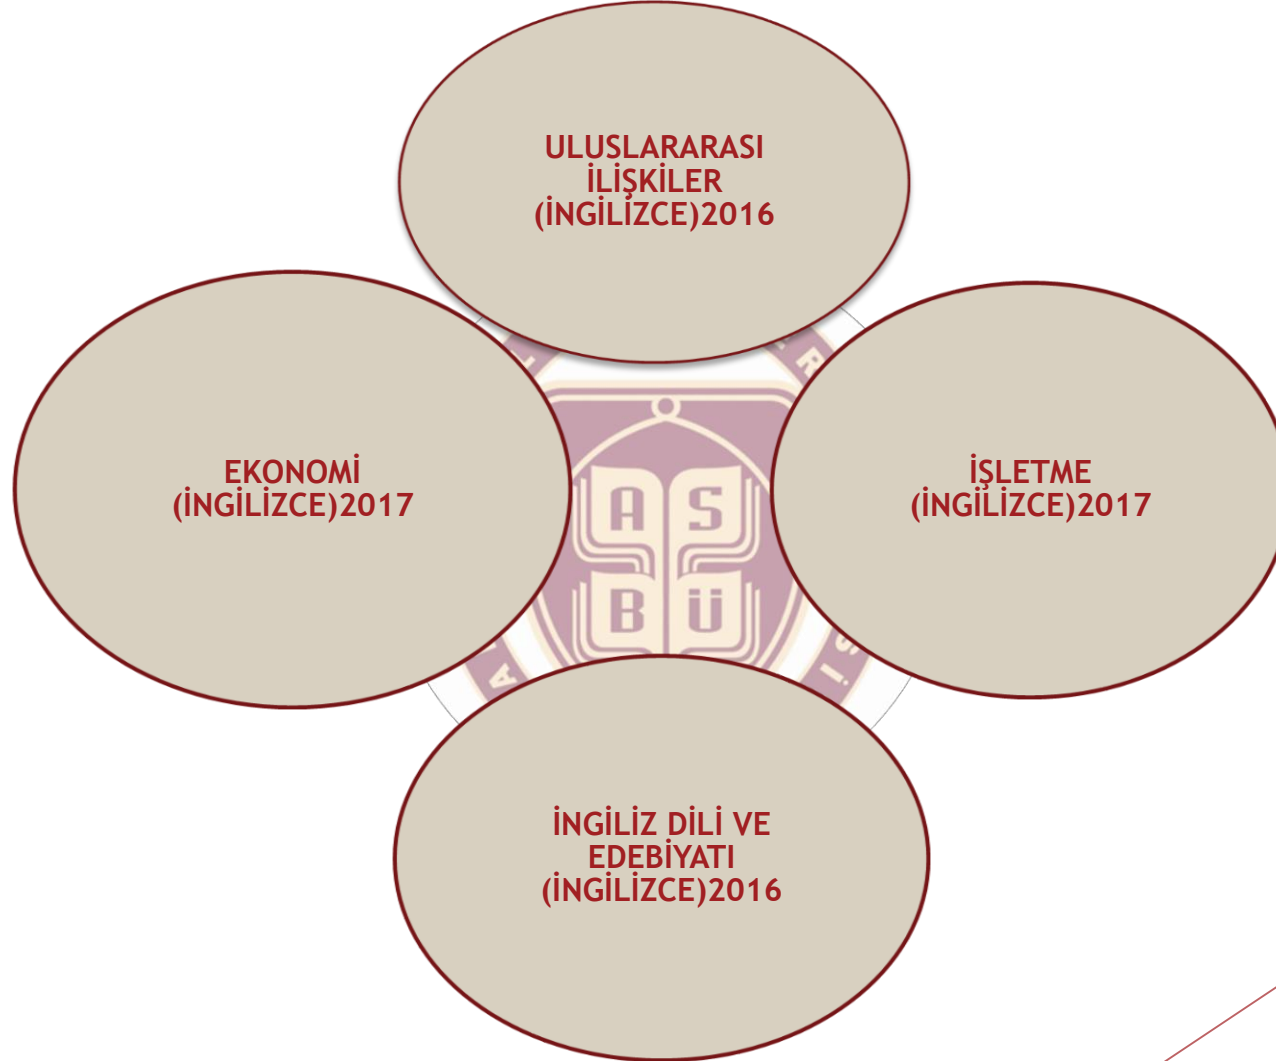 ULUSLARARASI
İLİŞKİLER
(İNGİLİZCE)2016
EKONOMİ
(İNGİLİZCE)2017
İŞLETME
(İNGİLİZCE)2017
A S
B Ü
İNGİLİZ DİLİ VE
EDEBİYATI
(İNGİLİZCE)2016